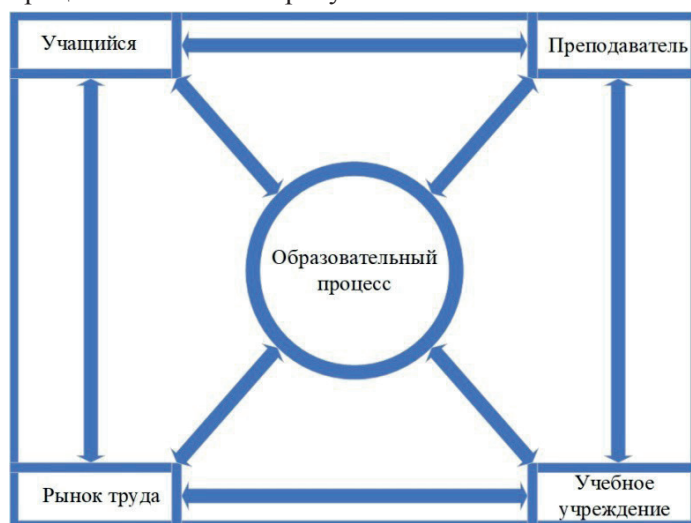 Учащийся
Преподаватель
Образовательный
процесс
Рынок труда
Учебное
учреждение